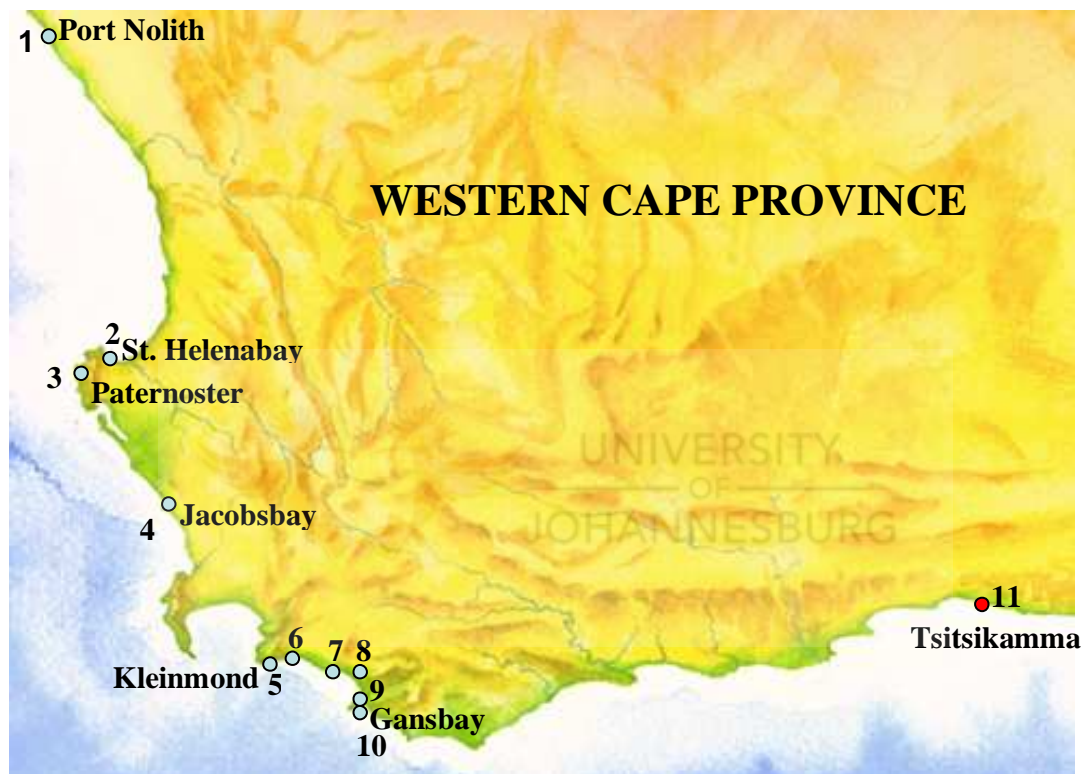 1 Port Nolith
WESTERN CAPE PROVINCE
2
St. Helenabay
3
Paternoster
UNIVERSITY
OF
JOHANNESBURG
4
Jacobsbay
11
Tsitsikamma
6 7 8
Kleinmond 5
9
Gansbay
10